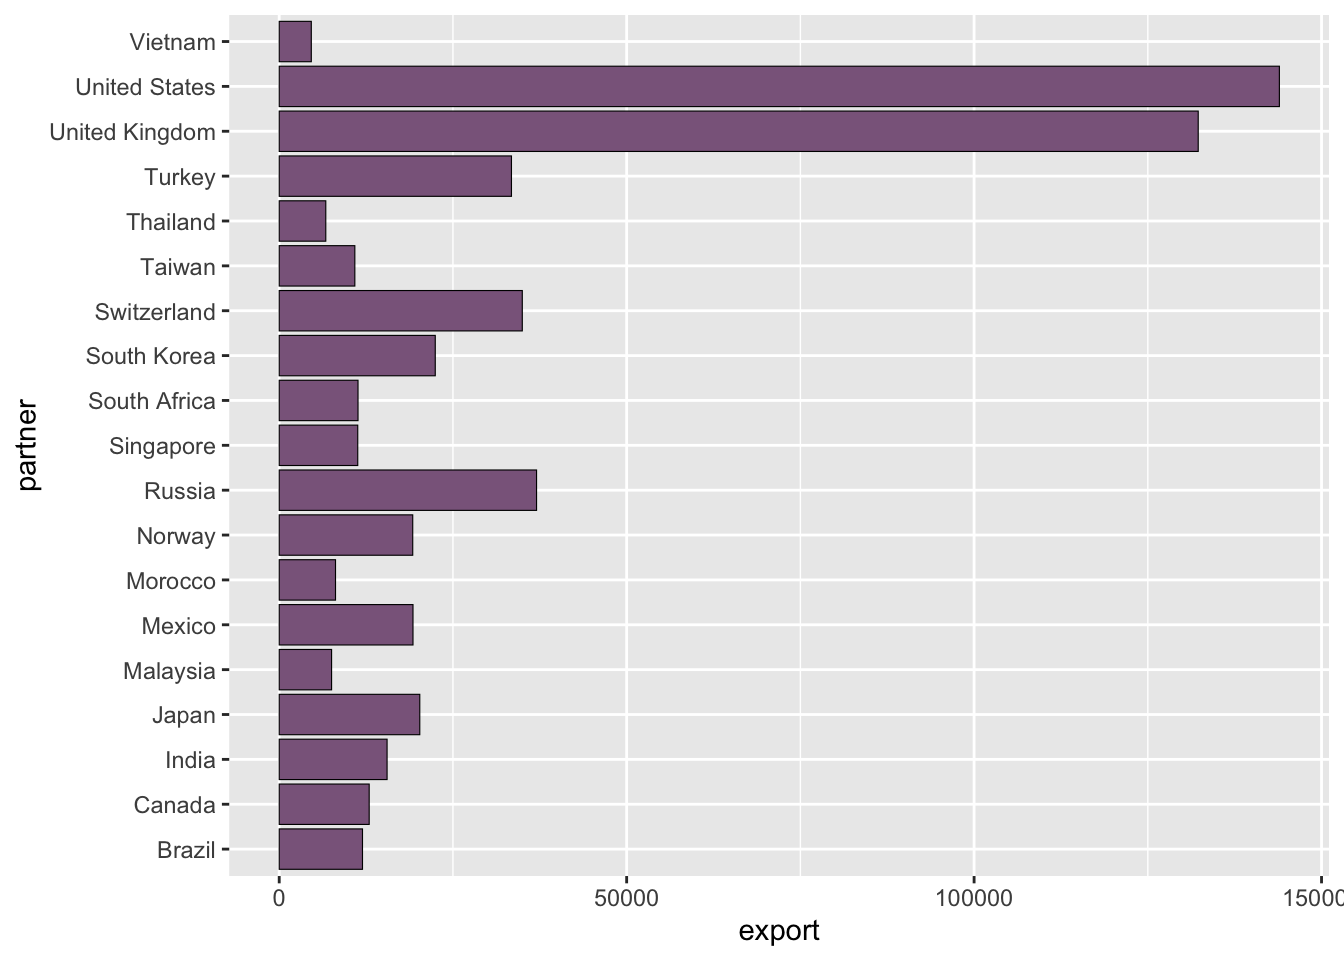 Vietnam
United States
United Kingdom
Turkey
Thailand
Taiwan
Switzerland
South Korea
South Africa
Singapore
Russia
Norway
Morocco
Mexico
Malaysia
Japan
India
Canada
Brazil
partner
0 50000 100000 15000
export